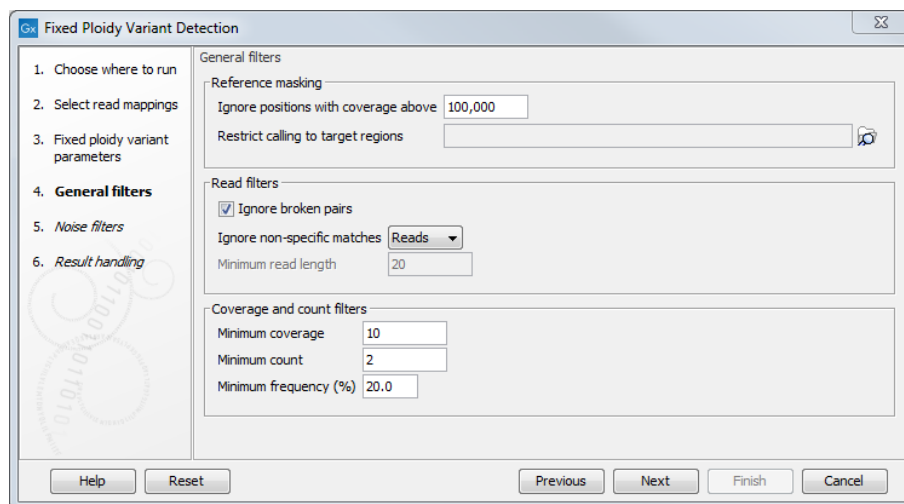 Gx Fixed Ploidy Variant Detection
1. Choose where to run
2. Select read mappings
3. Fixed ploidy variant
parameters
4. General filters
5. Noise filters
6. Result handling
General filters
Reference masking
Ignore positions with coverage above 100,000
Restrict calling to target regions
Read filters
Ignore broken pairs
Ignore non-specific matches Reads
Minimum read length 20
Coverage and count filters
Minimum coverage 10
Minimum count 2
Minimum frequency (%) 20.0
Help Reset Previous Next Finish Cancel